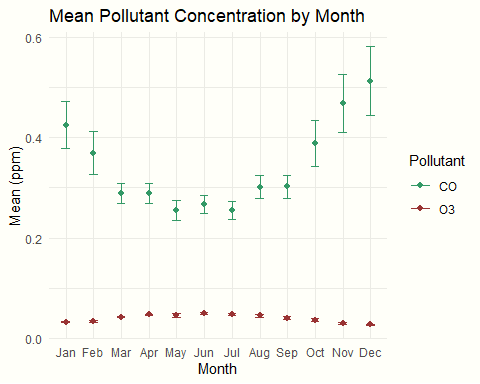 Mean Pollutant Concentration by Month
0.6
0.4
0.2
0.0
Mean (ppm)
Jan Feb Mar Apr May Jun Jul Aug Sep Oct Nov Dec
Month
Pollutant
CO
O3